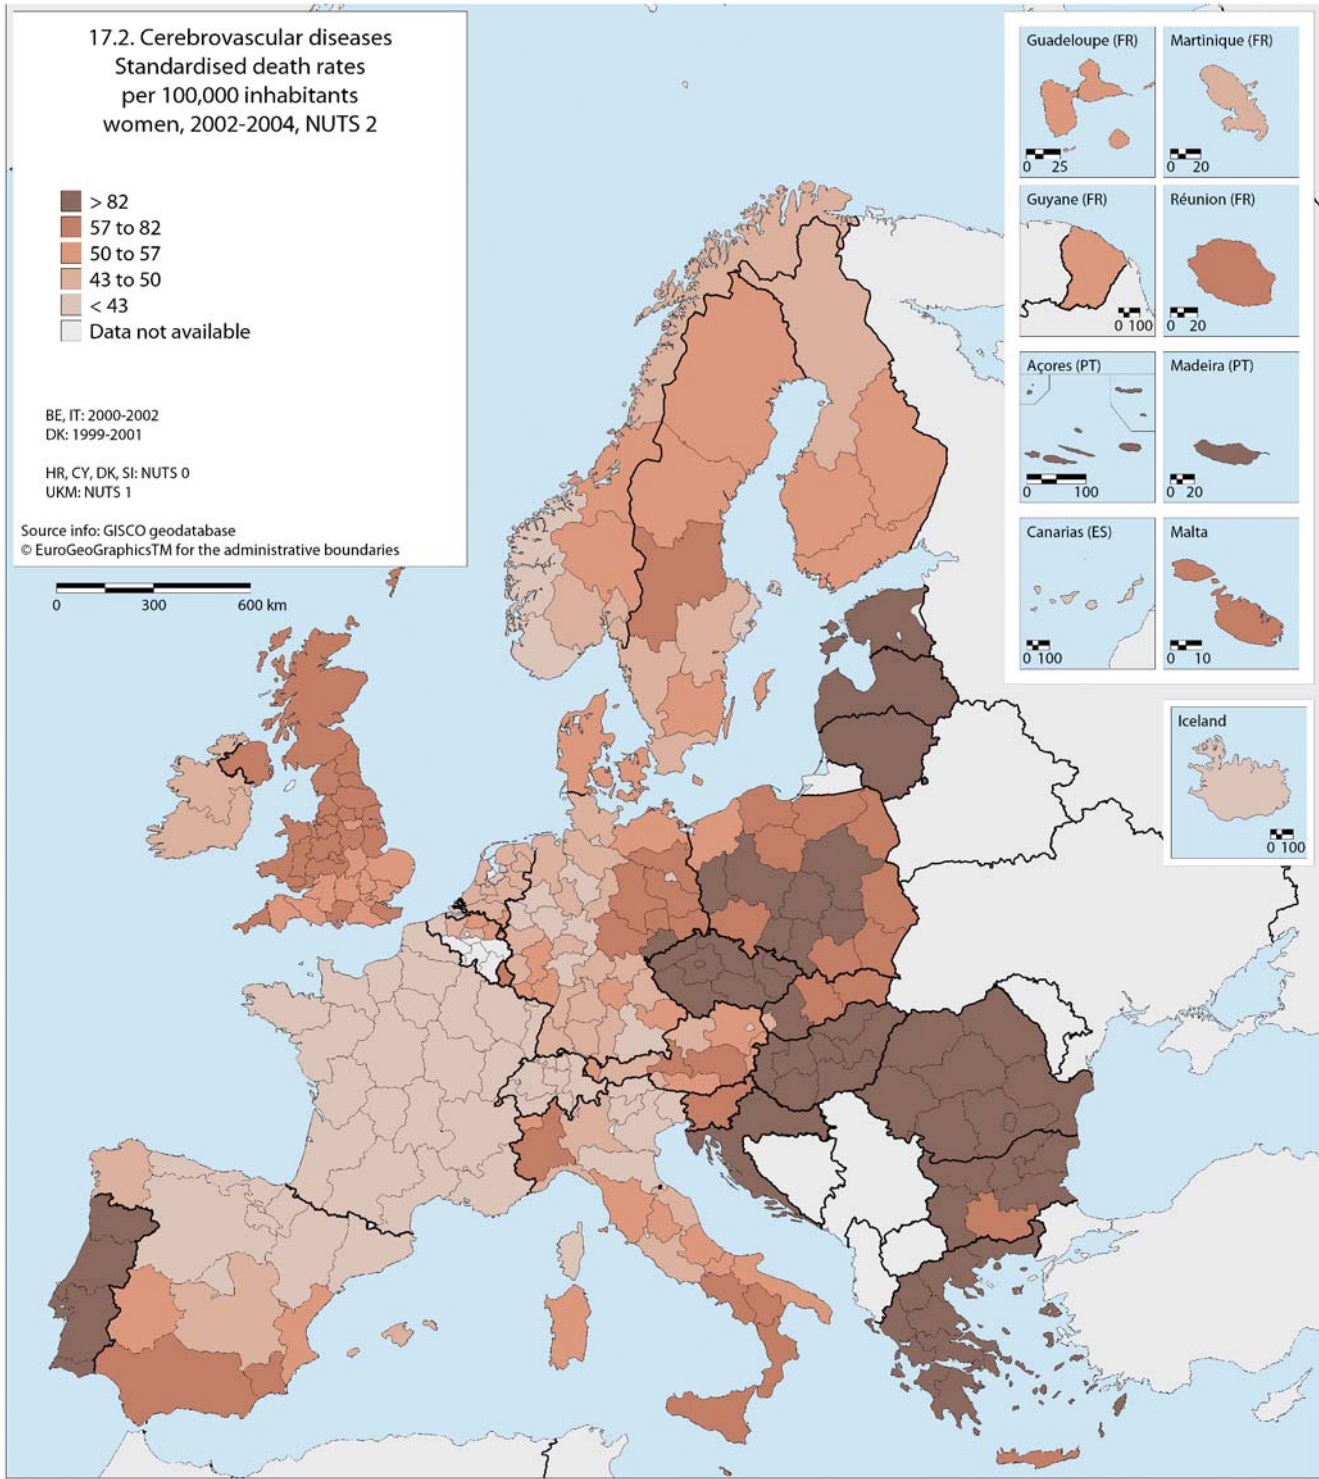 17.2. Cerebrovascular diseases
Standardised death rates
per 100,000 inhabitants
women, 2002-2004, NUTS 2
> 82
57 to 82
50 to 57
43 to 50
< 43
Data not available
BE, IT: 2000-2002
DK: 1999-2001
HR, CY, DK, SI: NUTS 0
UKM: NUTS 1
Source info: GISCO geodatabase
© EuroGeoGraphicsTM for the administrative boundaries
0 300 600 km
Guadeloupe (FR)
0 25
Martinique (FR)
0 20
Guyane (FR)
0 100
Réunion (FR)
0 20
Açores (PT)
0 100
Madeira (PT)
0 20
Canarias (ES)
0 100
Malta
0 10
Iceland
0 100